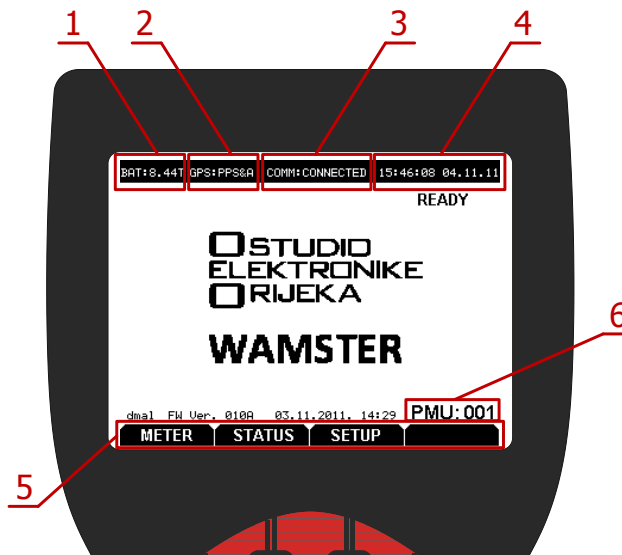 1 2 3 4
BAT:8.44T GPS:PPS&A COMM:CONNECTED 15:46:08 04.11.11
READY
STUDIO
ELEKTRONIKE
RIJEKA
WAMSTER
6
dmal FW Ver. 010A 03.11.2011. 14:29 PMU:001
METER STATUS SETUP
5